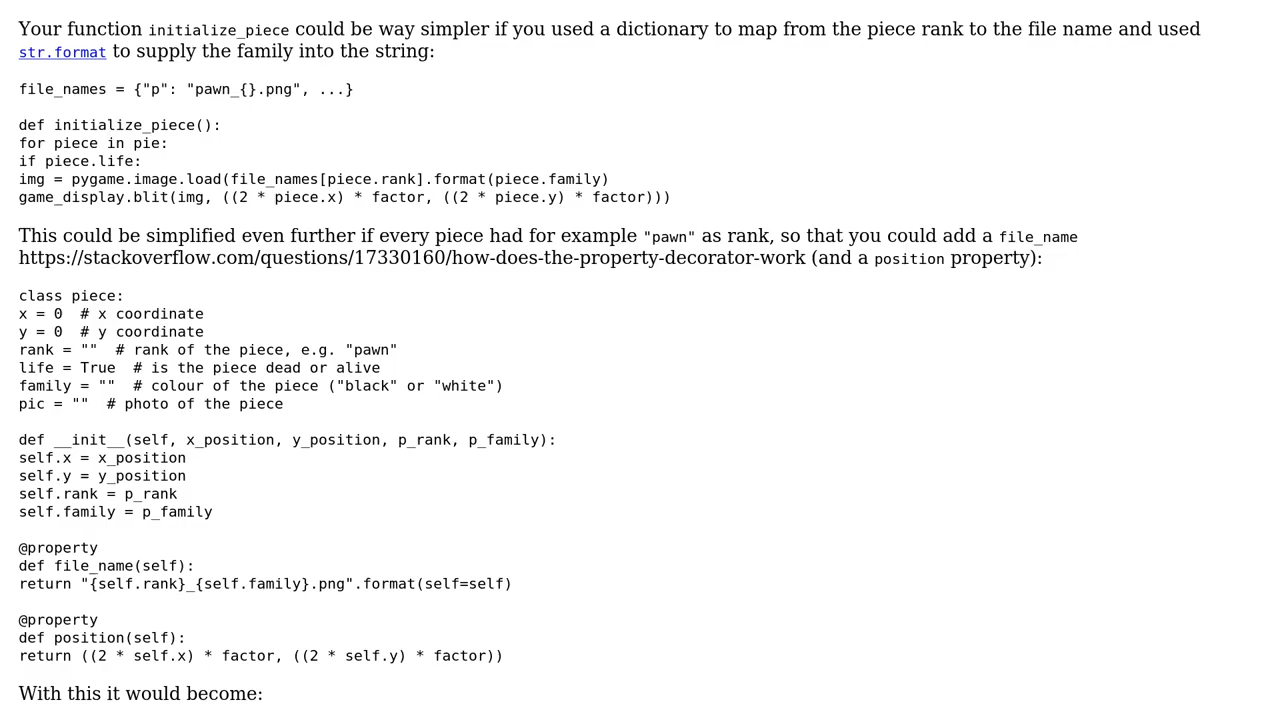 Your function initialize_piece could be way simpler if you used a dictionary to map from the piece rank to the file name and used
str.format to supply the family into the string:
file_names = {"p": "pawn_{}.png", ...}
def initialize_piece():
for piece in pie:
if piece.life:
img = pygame.image.load(file_names[piece.rank].format(piece.family)
game_display.blit(img, ((2 * piece.x) * factor, ((2 * piece.y) * factor)))
This could be simplified even further if every piece had for example "pawn" as rank, so that you could add a file_name
https://stackoverflow.com/questions/17330160/how-does-the-property-decorator-work (and a position property):
class piece:
x = 0  # x coordinate
y = 0  # y coordinate
rank = ""  # rank of the piece, e.g. "pawn"
life = True  # is the piece dead or alive
family = ""  # colour of the piece ("black" or "white")
pic = ""  # photo of the piece
def __init__(self, x_position, y_position, p_rank, p_family):
self.x = x_position
self.y = y_position
self.rank = p_rank
self.family = p_family
@property
def file_name(self):
return "{self.rank}_{self.family}.png".format(self=self)
@property
def position(self):
return ((2 * self.x) * factor, ((2 * self.y) * factor))
With this it would become: